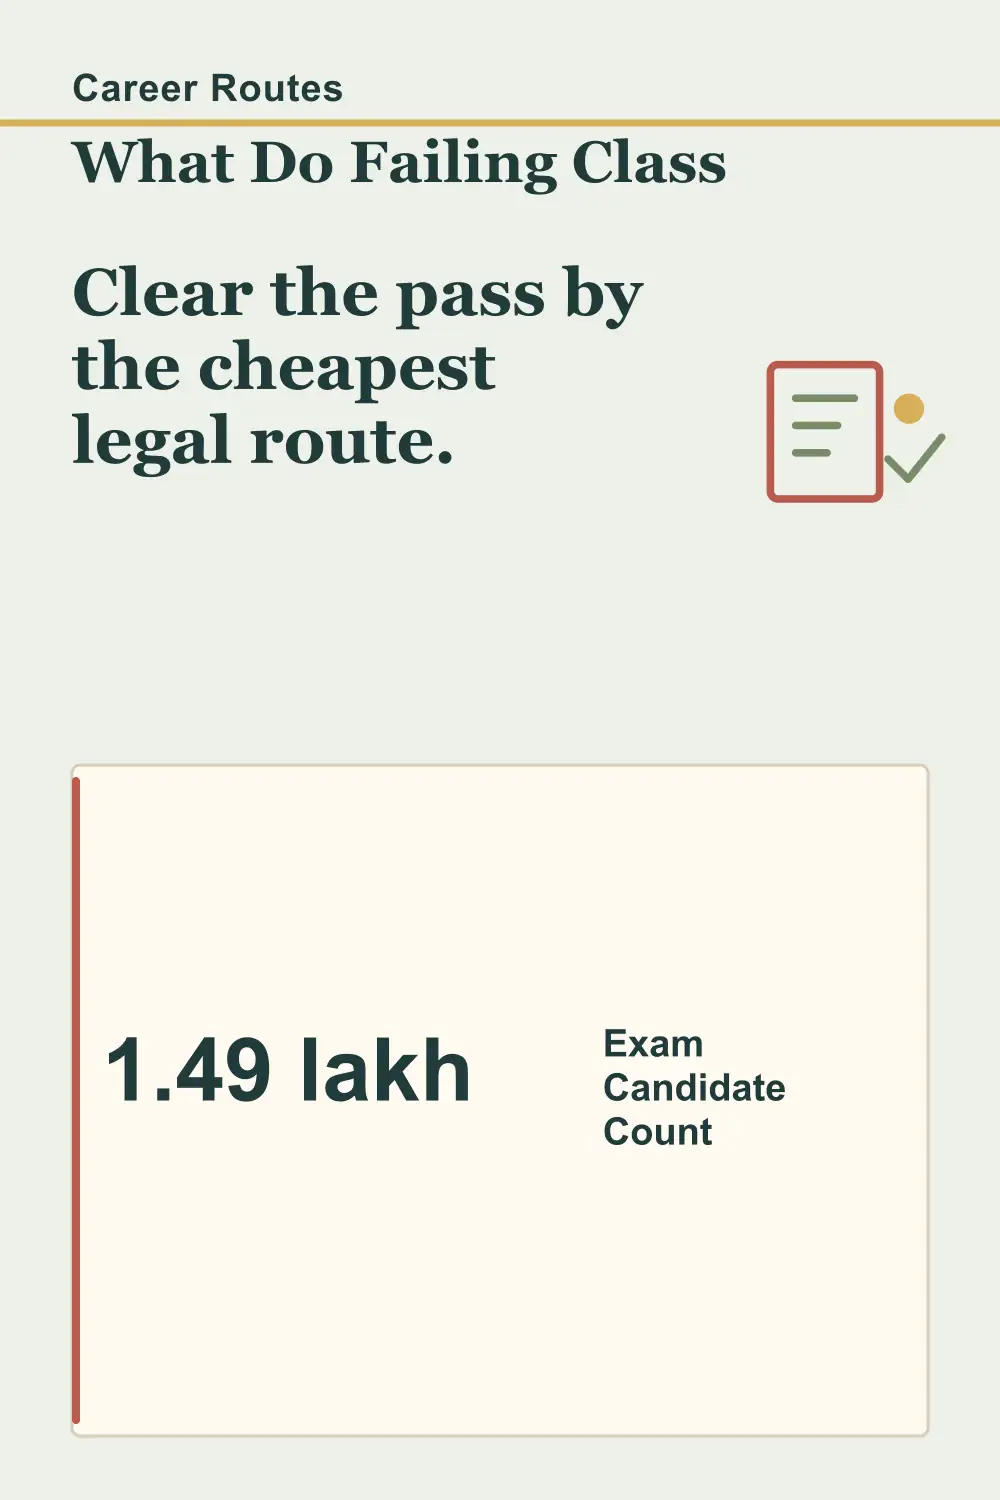 Career Routes
What Do Failing Class
Clear the pass by
the cheapest
legal route.
1.49 lakh
Exam
Candidate
Count